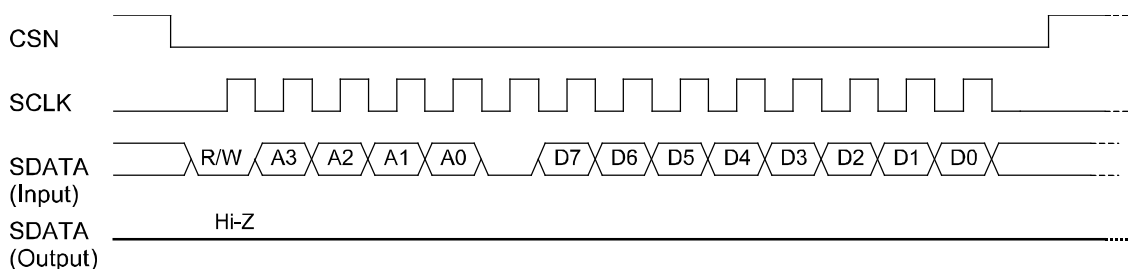 CSN
SCLK
SDATA R/W A3 A2 A1 A0 D7 D6 D5 D4 D3 D2 D1 D0
(Input)
Hi-Z
SDATA
(Output)